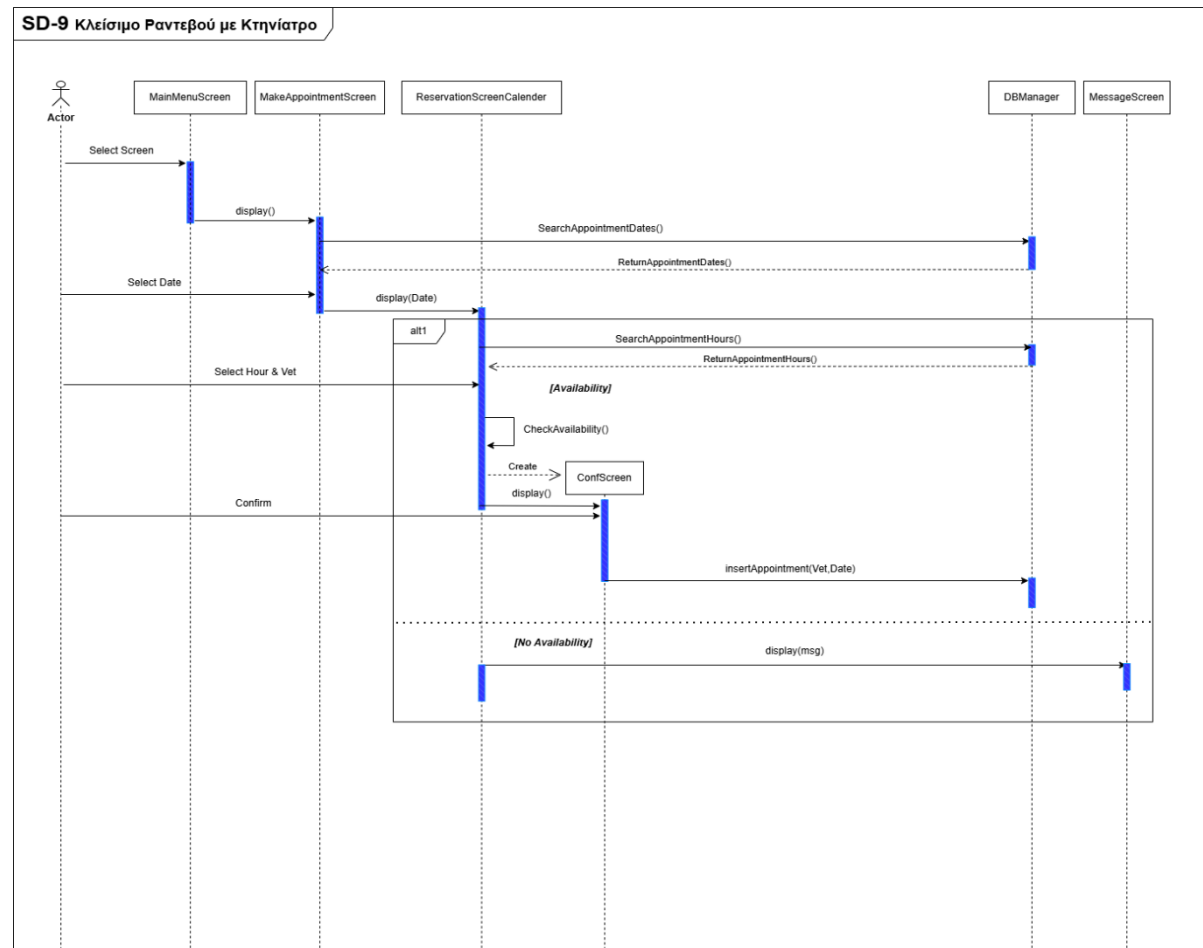 SD-9 Κλείσιμο Ραντεβού με Κτηνίατρο
MainMenuScreen
MakeAppointmentScreen
ReservationScreenCalender
DBManager
MessageScreen
Actor
Select Screen
display()
SearchAppointmentDates()
ReturnAppointmentDates()
Select Date
display(Date)
alt1
SearchAppointmentHours()
ReturnAppointmentHours()
Select Hour & Vet
[Availability]
CheckAvailability()
Create
ConfScreen
display()
Confirm
insertAppointment(Vet,Date)
[No Availability]
display(msg)